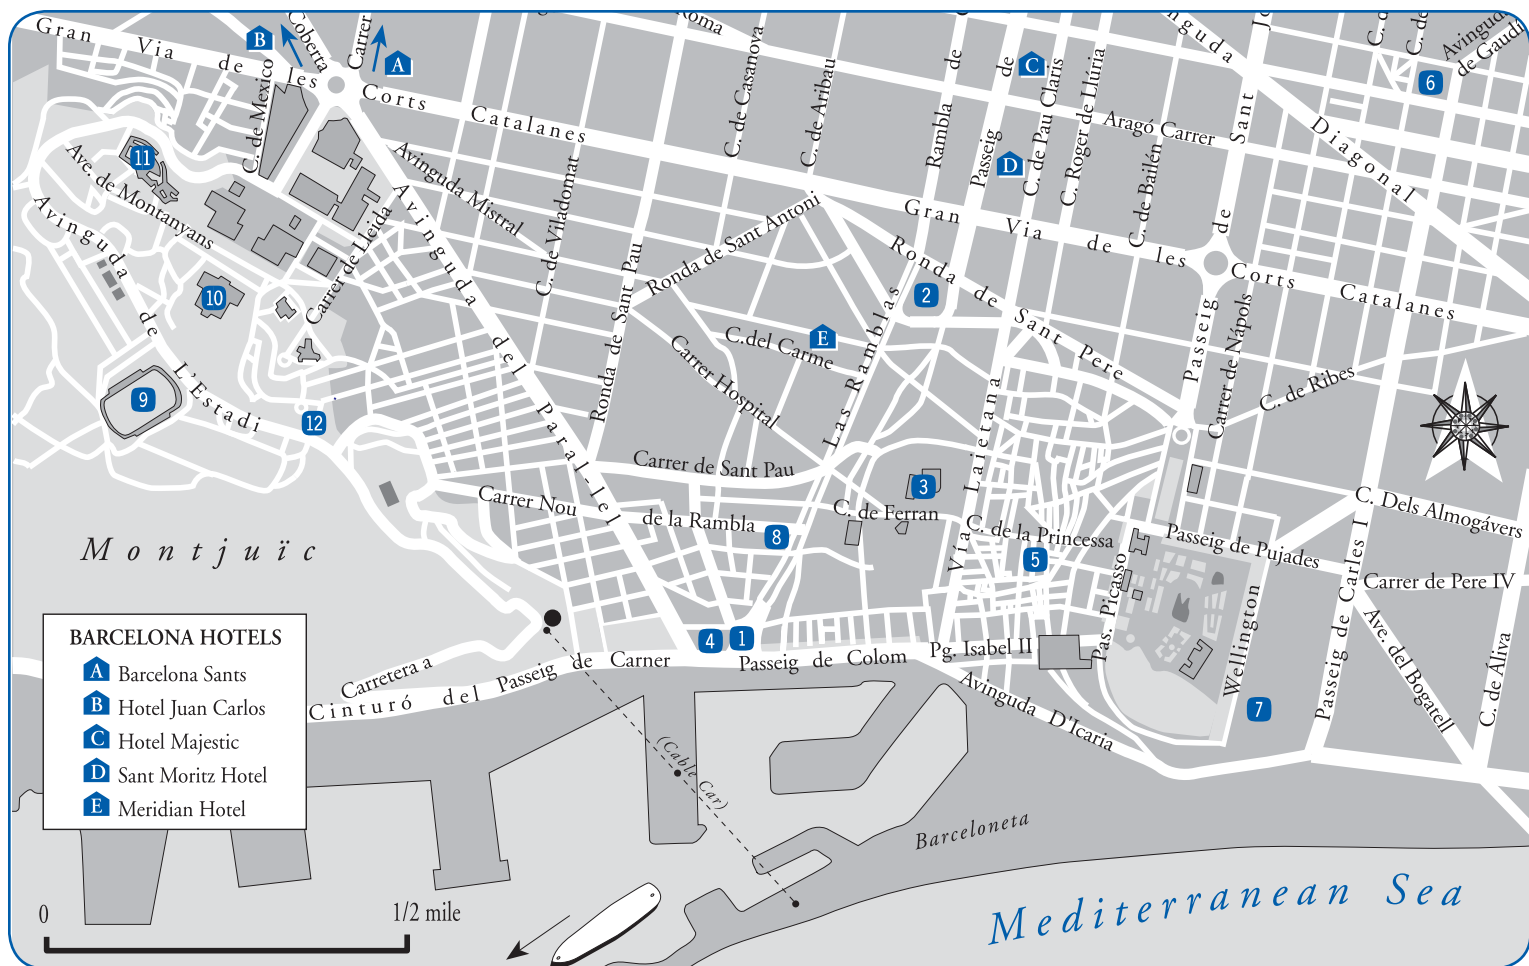 Gran Via de les Corts Catalanes
B
Coberta
Carrer
A
Roma
C. de Casanova
C. de Aribau
Rambla de
Passeig de
C
C. de Pau Claris
C. Roger de Llúria
Aragó Carrer
C. de Bailén
Sant
de
Diagonal
C. d
C. de
Avinguda
de Gaudí
6
C. de Mexico
11
Ave. de Montanyans
Avinguda de L'Estadi
Avinguda Mistral
Avinguda del Paral-lel
C. de Viladomat
Ronda de Sant Pau
Ronda de Sant Antoni
D
Gran Via de les Corts Catalanes
Ronda de Sant Pere
Carrer de Lleida
10
2
E
C.del Carme
Carrer Hospital
Las Ramblas
Passeig
Carrer de Nápols
C. de Ribes
9
12
Carrer de Sant Pau
Via Laietana
3
C. de Ferran
Carrer Nou de la Rambla
8
C. de la Princessa
5
Pas. Picasso
Passeig de Pujades
C. Dels Almogávers
Passeig de Carles I
Carrer de Pere IV
Montjuïc
Wellington
Ave. del Bogatell
C. de Áliva
4
1
7
Passeig de Colom
Pg. Isabel II
Avinguda D'Icaria
Carretera a
Cinturó del Passeig de Carner
(Cable Car)
Barceloneta
BARCELONA HOTELS
A Barcelona Sants
B Hotel Juan Carlos
C Hotel Majestic
D Sant Moritz Hotel
E Meridian Hotel
0
1/2 mile
Mediterranean Sea